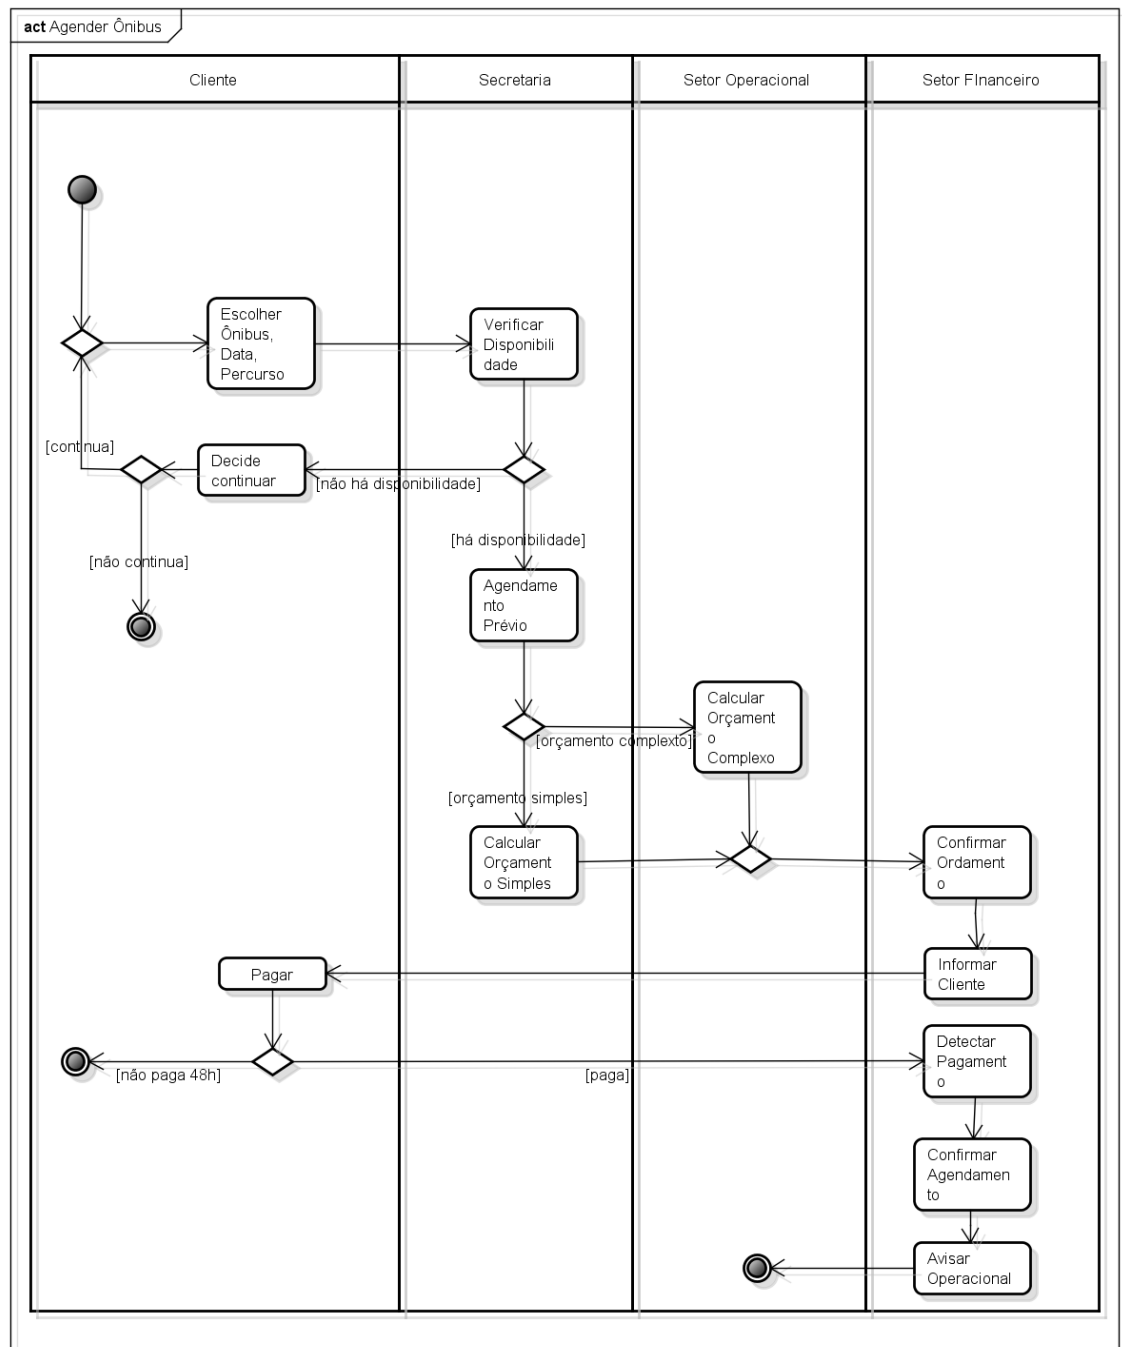 act Agender Ônibus
Cliente
Secretaria
Setor Operacional
Setor FInanceiro
Escolher
Ônibus,
Data,
Percurso
Verificar
Disponibili
dade
[continua]
Decide
continuar
[não há disponibilidade]
[há disponibilidade]
[não continua]
Agendame
nto
Prévio
Calcular
Orçament
o
Complexo
[orçamento complexto]
[orçamento simples]
Calcular
Orçament
o Simples
Confirmar
Ordament
o
Pagar
Informar
Cliente
[não paga 48h]
[paga]
Detectar
Pagament
o
Confirmar
Agendamen
to
Avisar
Operacional